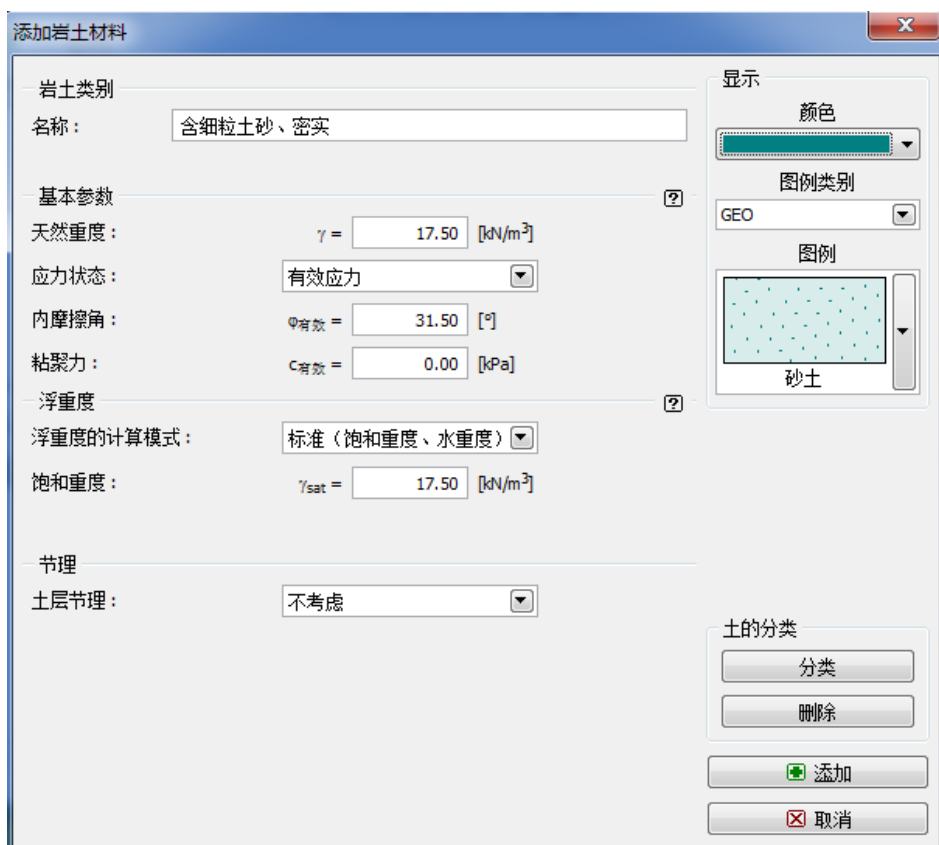 添加岩土材料
岩土类别
名称：
含细粒土砂、密实
基本参数
?
天然重度：
γ = 17.50 [kN/m³]
应力状态：
有效应力
内摩擦角：
φ有效 = 31.50 [°]
粘聚力：
c有效 = 0.00 [kPa]
浮重度
?
浮重度的计算模式：
标准（饱和重度、水重度）
饱和重度：
γsat = 17.50 [kN/m³]
节理
土层节理：
不考虑
显示
颜色
图例类别
GEO
图例
砂土
土的分类
分类
删除
添加
取消